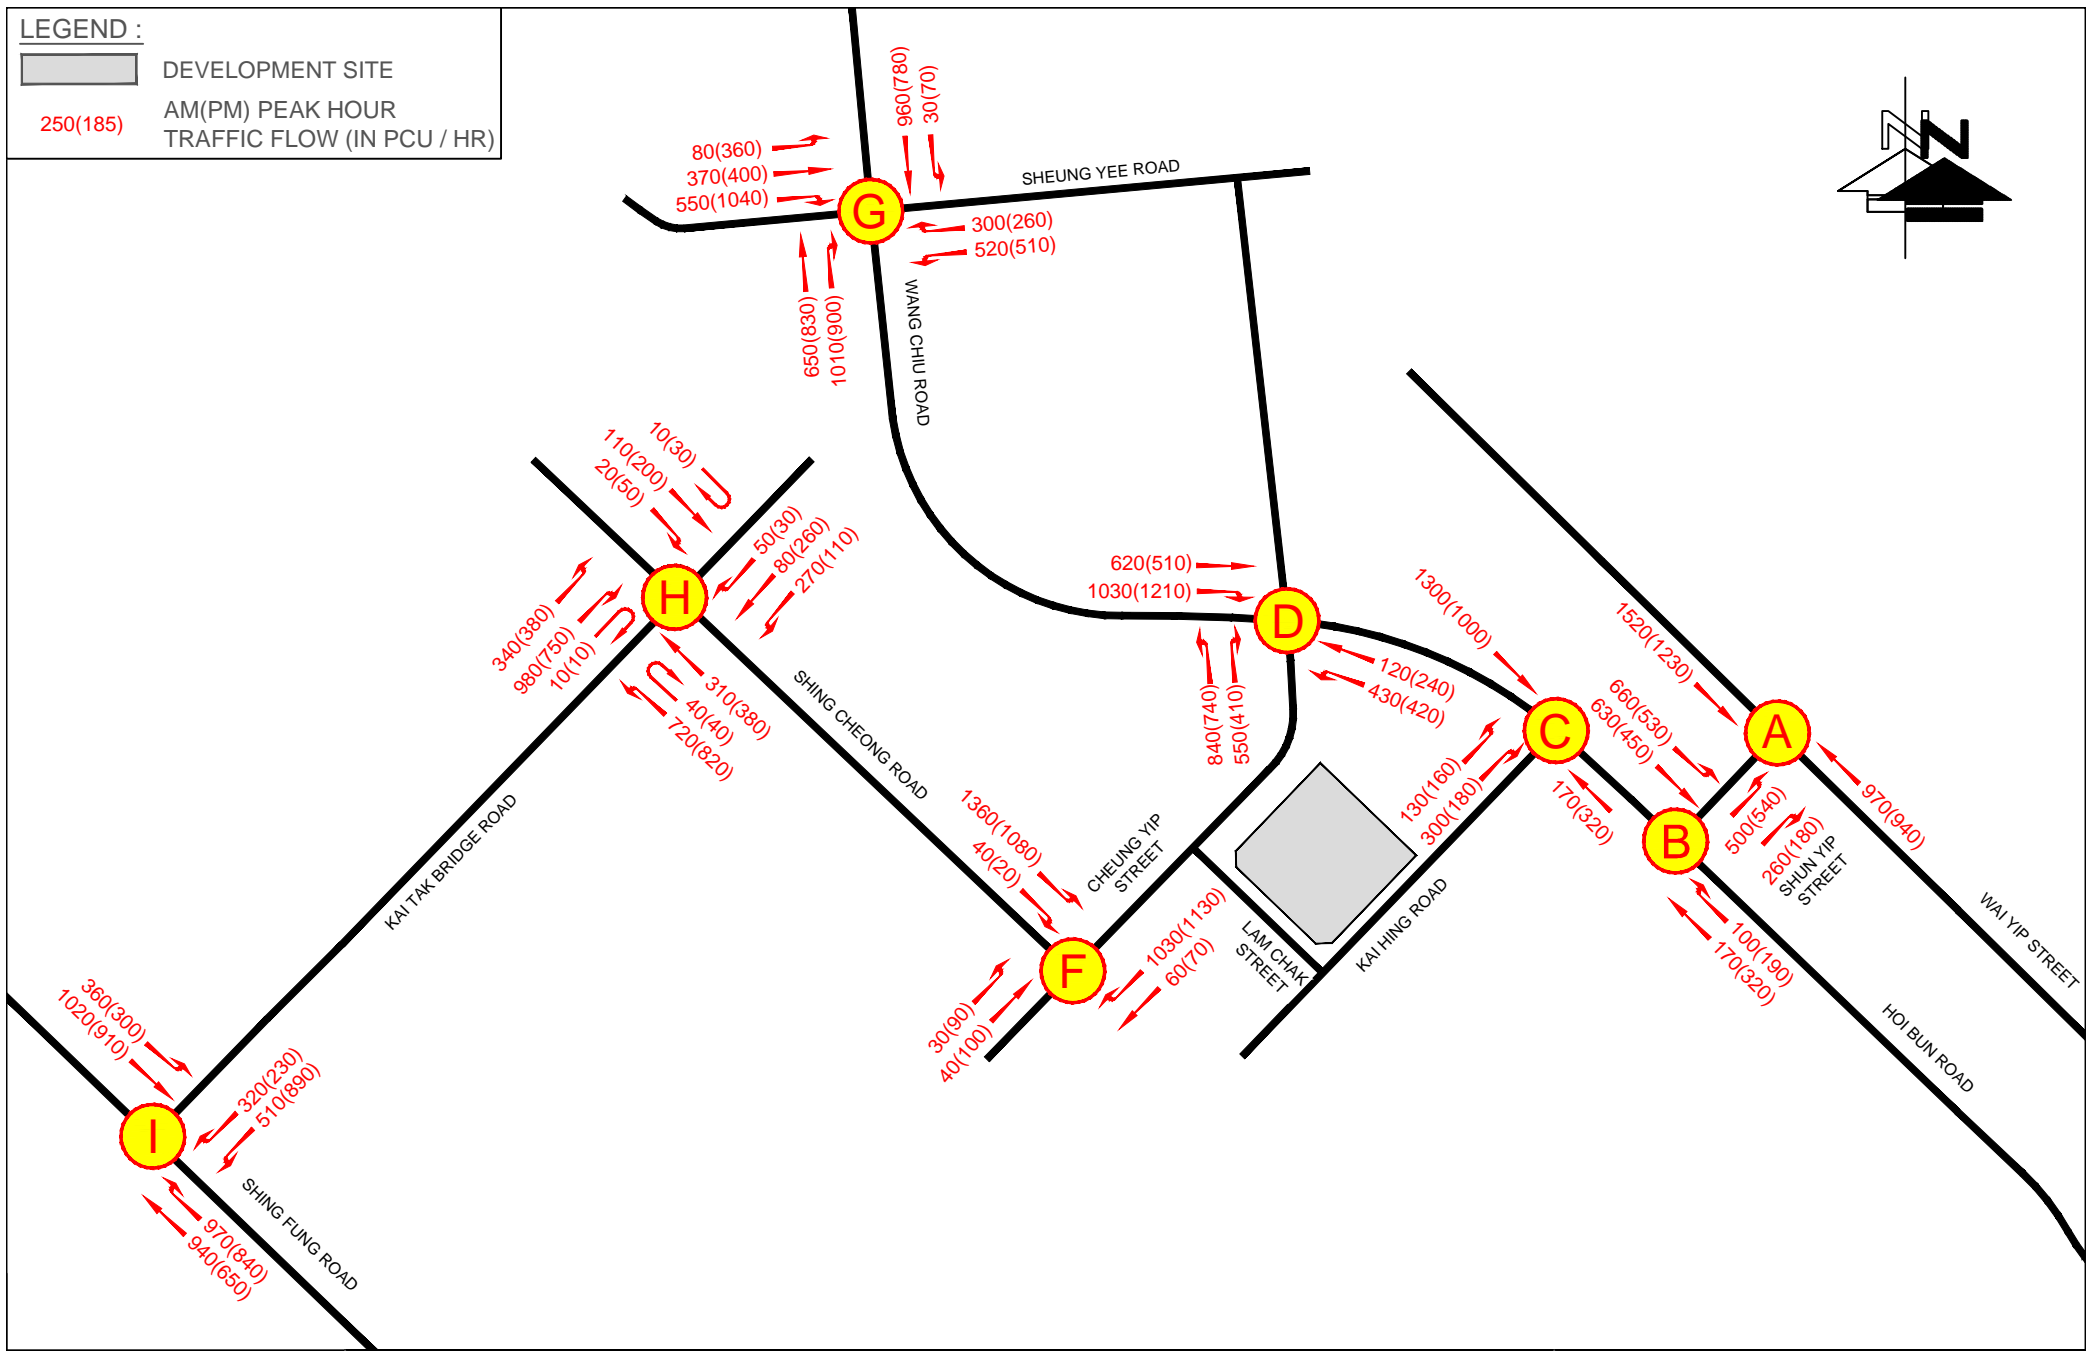 LEGEND :
DEVELOPMENT SITE
250(185)
AM(PM) PEAK HOUR
TRAFFIC FLOW (IN PCU / HR)
N
960(780)
30(70)
80(360)
370(400)
550(1040)
G
SHEUNG YEE ROAD
300(260)
520(510)
650(830)
1010(900)
WANG CHIU ROAD
10(30)
110(200)
20(50)
H
50(30)
80(260)
270(110)
340(380)
980(750)
10(10)
310(380)
40(40)
720(820)
SHING CHEONG ROAD
KAI TAK BRIDGE ROAD
620(510)
1030(1210)
D
120(240)
430(420)
840(740)
550(410)
1300(1000)
C
130(160)
300(180)
170(320)
1520(1230)
A
970(940)
660(530)
630(450)
B
500(540)
260(180)
SHUN YIP
STREET
100(190)
170(320)
WAI YIP STREET
HOI BUN ROAD
1360(1080)
40(20)
F
CHEUNG YIP
STREET
1030(1130)
60(70)
30(90)
40(100)
LAM CHAK
STREET
KAI HING ROAD
360(300)
1020(910)
I
320(230)
510(890)
970(840)
940(650)
SHING FUNG ROAD